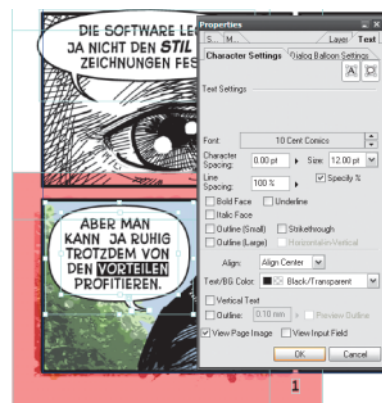 DIE SOFTWARE
JA NICHT DEN STIL
ZEICHNUNGEN
ABER MAN
KANN JA RUHIG
TROTZDEM VON
DEN VORTEILEN
PROFITIEREN.
1
Properties
S... M... Layer Text
Character Settings Dialog Balloon Settings
A
Text Settings
Font: 10 Cent Comics
Character Spacing: 0.00 pt Size: 12.00 pt
Line Spacing: 100 % Specify %
Bold Face Underline
Italic Face
Outline (Small) Strikethrough
Outline (Large) Horizontal-in-Vertical
Align: Align Center
Text/BG Color: Black/Transparent
Vertical Text
Outline: 0.10 mm Preview Outline
View Page Image View Input Field
OK Cancel